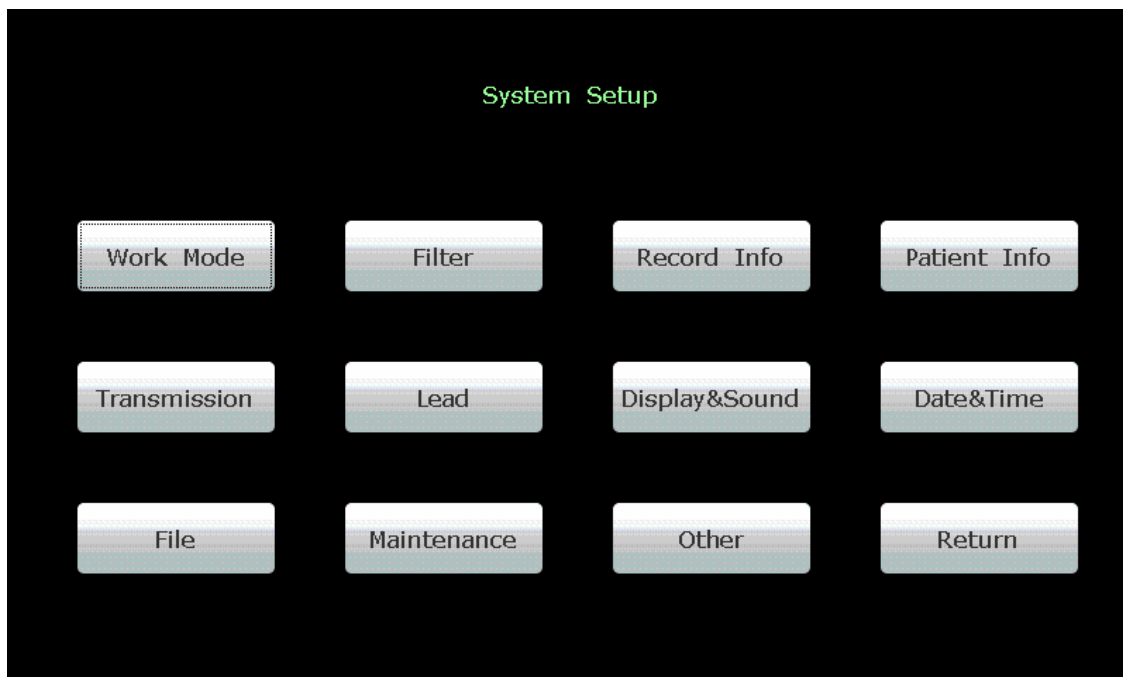 System Setup
Work Mode
Filter
Record Info
Patient Info
Transmission
Lead
Display&Sound
Date&Time
File
Maintenance
Other
Return